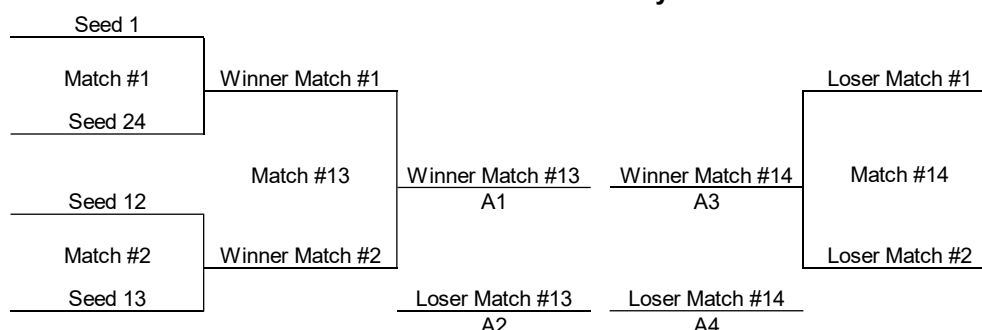 Seed 1
Match #1
Winner Match #1
Loser Match #1
Seed 24
Match #13
Winner Match #13
Winner Match #14
Match #14
Seed 12
A1
A3
Match #2
Winner Match #2
Loser Match #2
Seed 13
Loser Match #13
Loser Match #14
A2
A4